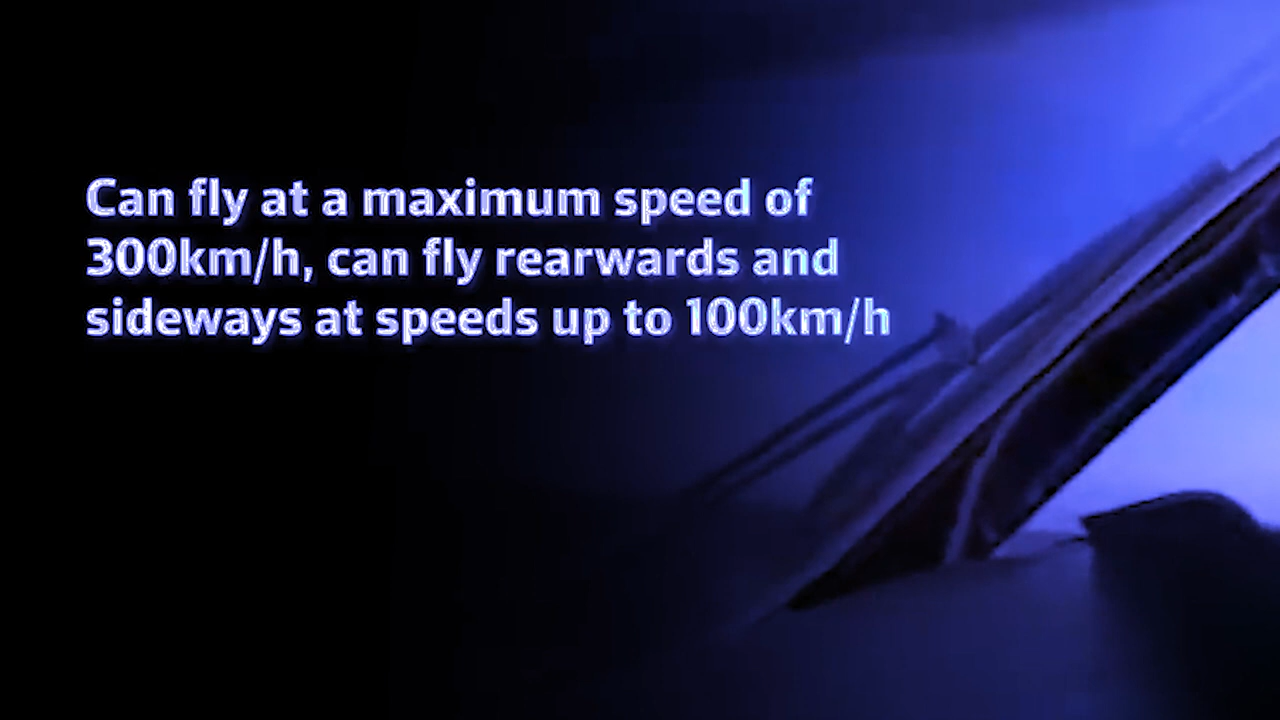 Can fly at a maximum speed of
300km/h, can fly rearwards and
sideways at speeds up to 100km/h